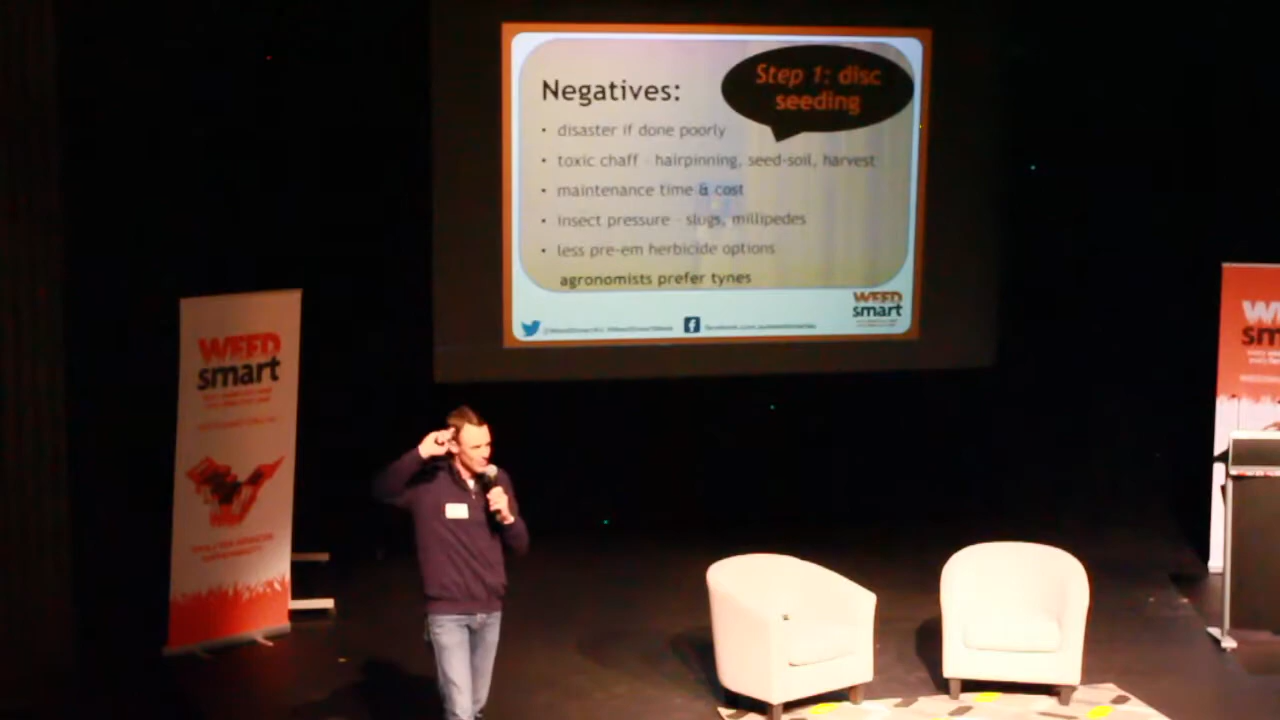 Step 1: disc
seeding
Negatives:
• disaster if done poorly
• toxic chaff - hairpinning, seed-soil, harvest
• maintenance time & cost
• insect pressure - slugs, millipedes
• less pre-em herbicide options
agronomists prefer tynes
WEED
smart
WEED
smart